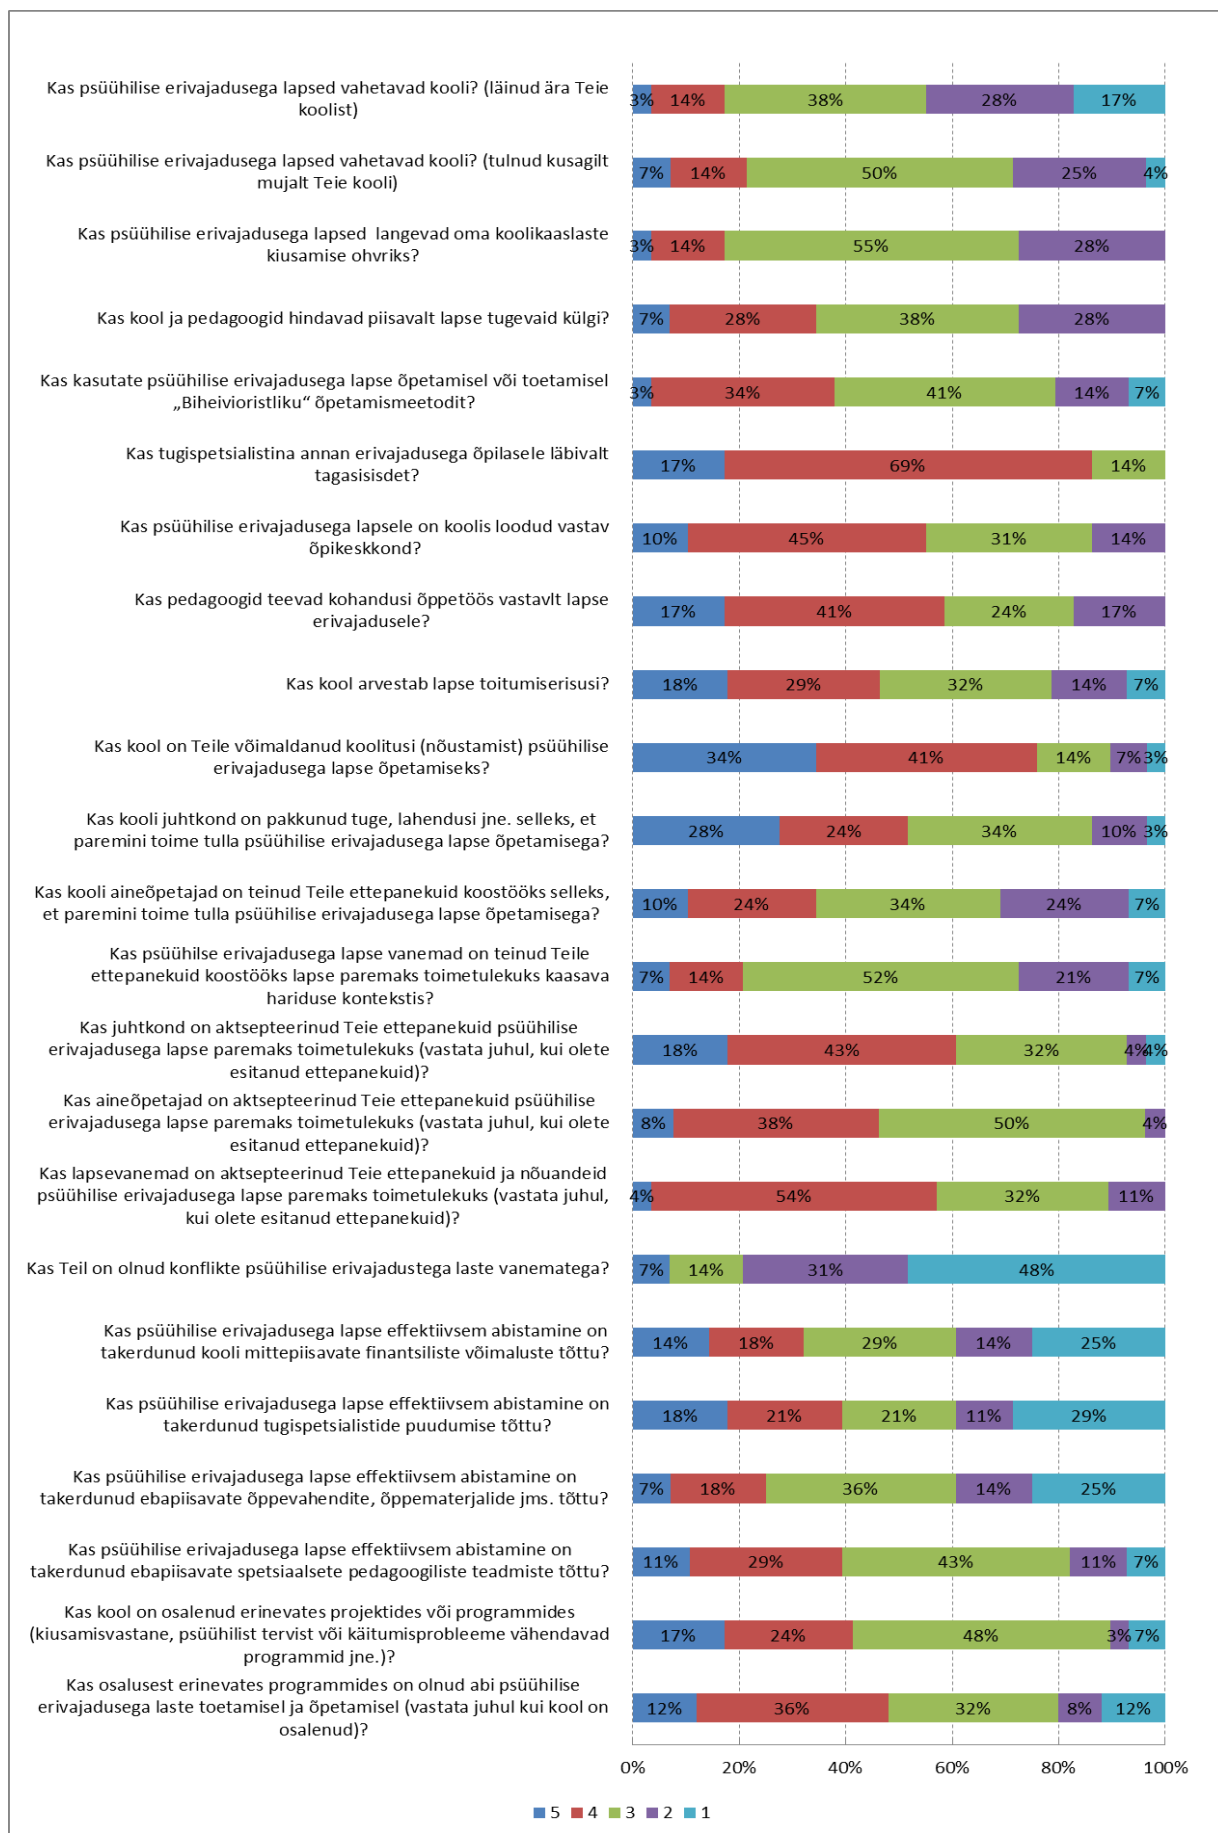 Kas psüühilise erivajadusega lapsed vahetavad kooli? (läinud ära Teie
koolist)
3% 14% 38% 28% 17%
Kas psüühilise erivajadusega lapsed vahetavad kooli? (tulnud kusagilt
mujalt Teie kooli)
7% 14% 50% 25% 4%
Kas psüühilise erivajadusega lapsed langevad oma koolikaaslaste
kiusamise ohvriks?
3% 14% 55% 28%
Kas kool ja pedagoogid hindavad piisavalt lapse tugevaid külgi?
7% 28% 38% 28%
Kas kasutate psüühilise erivajadusega lapse õpetamisel või toetamisel
„Biheivioristliku“ õpetamismeetodit?
3% 34% 41% 14% 7%
Kas tugispetsialistina annan erivajadusega õpilasele läbivalt
tagasisisdet?
17% 69% 14%
Kas psüühilise erivajadusega lapsele on koolis loodud vastav
õpikeskkond?
10% 45% 31% 14%
Kas pedagoogid teevad kohandusi õppetöös vastavlt lapse
erivajadusele?
17% 41% 24% 17%
Kas kool arvestab lapse toitumiserisusi?
18% 29% 32% 14% 7%
Kas kool on Teile võimaldanud koolitusi (nõustamist) psüühilise
erivajadusega lapse õpetamiseks?
34% 41% 14% 7% 3%
Kas kooli juhtkond on pakkunud tuge, lahendusi jne. selleks, et
paremini toime tulla psüühilise erivajadusega lapse õpetamisega?
28% 24% 34% 10% 3%
Kas kooli aineõpetajad on teinud Teile ettepanekuid koostööks selleks,
et paremini toime tulla psüühilise erivajadusega lapse õpetamisega?
10% 24% 34% 24% 7%
Kas psüühilse erivajadusega lapse vanemad on teinud Teile
ettepanekuid koostööks lapse paremaks toimetulekuks kaasava
hariduse kontekstis?
7% 14% 52% 21% 7%
Kas juhtkond on aktsepteerinud Teie ettepanekuid psüühilise
erivajadusega lapse paremaks toimetulekuks (vastata juhul, kui olete
esitanud ettepanekuid)?
18% 43% 32% 4% 4%
Kas aineõpetajad on aktsepteerinud Teie ettepanekuid psüühilise
erivajadusega lapse paremaks toimetulekuks (vastata juhul, kui olete
esitanud ettepanekuid)?
8% 38% 50% 4%
Kas lapsevanemad on aktsepteerinud Teie ettepanekuid ja nõuandeid
psüühilise erivajadusega lapse paremaks toimetulekuks (vastata juhul,
kui olete esitanud ettepanekuid)?
4% 54% 32% 11%
Kas Teil on olnud konflikte psüühilise erivajadustega laste vanematega?
7% 14% 31% 48%
Kas psüühilise erivajadusega lapse effektiivsem abistamine on
takerdunud kooli mittepiisavate finantsiliste võimaluste tõttu?
14% 18% 29% 14% 25%
Kas psüühilise erivajadusega lapse effektiivsem abistamine on
takerdunud tugispetsialistide puudumise tõttu?
18% 21% 21% 11% 29%
Kas psüühilise erivajadusega lapse effektiivsem abistamine on
takerdunud ebapiisavate õppevahendite, õppematerjalide jms. tõttu?
7% 18% 36% 14% 25%
Kas psüühilise erivajadusega lapse effektiivsem abistamine on
takerdunud ebapiisavate spetsiaalsete pedagoogiliste teadmiste tõttu?
11% 29% 43% 11% 7%
Kas kool on osalenud erinevates projektides või programmides
(kiusamisvastane, psüühilist tervist või käitumisprobleeme vähendavad
programmid jne.)?
17% 24% 48% 3% 7%
Kas osalusest erinevates programmides on olnud abi psüühilise
erivajadusega laste toetamisel ja õpetamisel (vastata juhul kui kool on
osalenud)?
12% 36% 32% 8% 12%
0% 20% 40% 60% 80% 100%
5 4 3 2 1